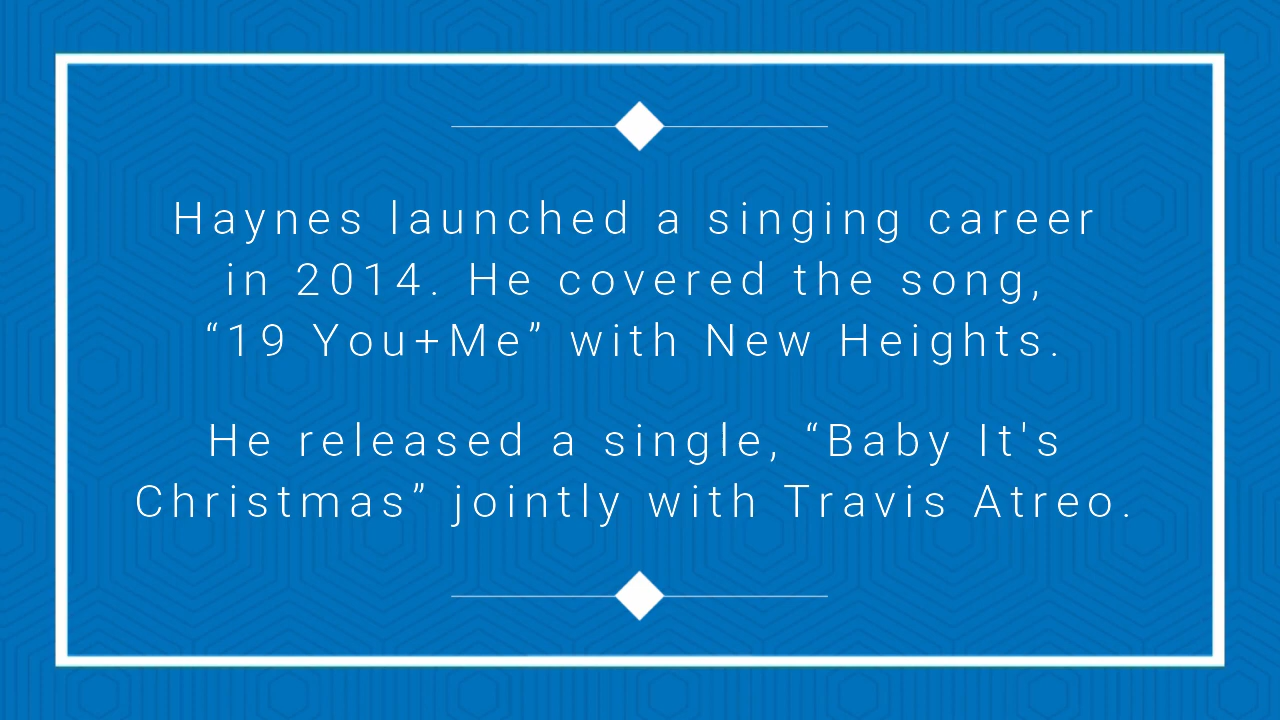 Haynes launched a singing career
in 2014. He covered the song,
“19 You+Me” with New Heights.
He released a single, “Baby It's
Christmas” jointly with Travis Atreo.